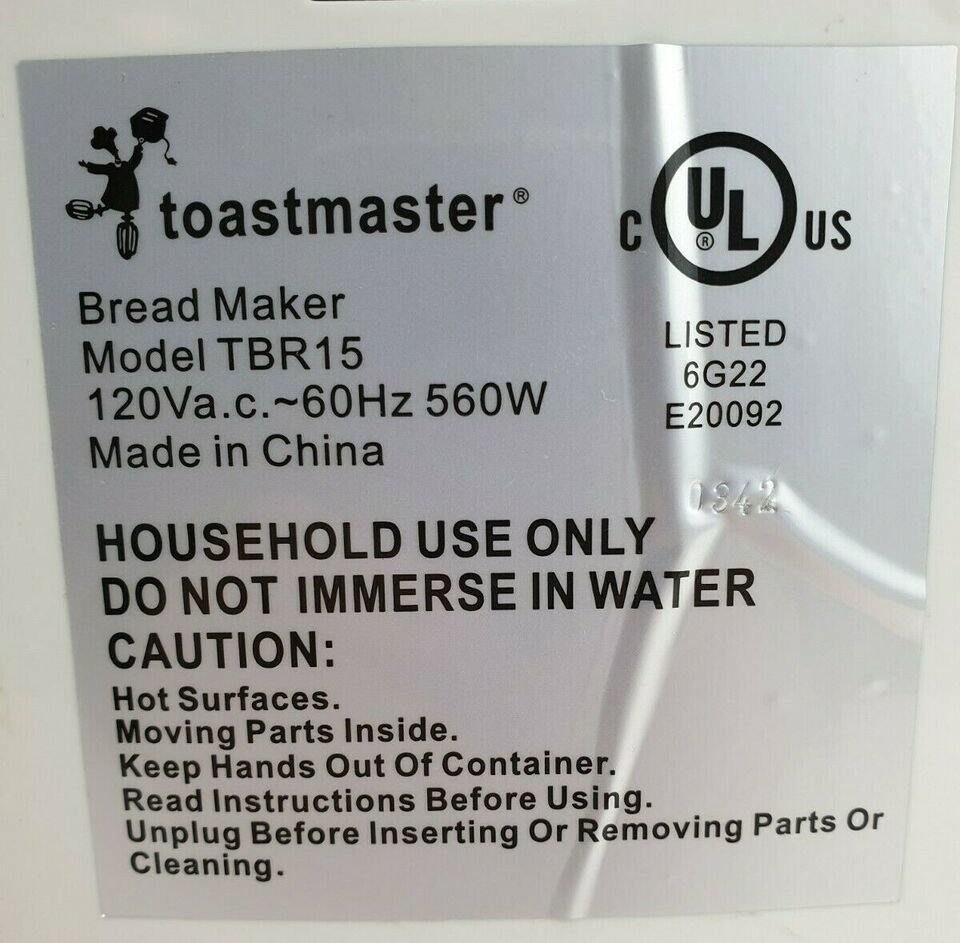 toastmaster®
C UL® US
Bread Maker
Model TBR15
120Va.c.~60Hz 560W
Made in China
LISTED
6G22
E20092
0342
HOUSEHOLD USE ONLY
DO NOT IMMERSE IN WATER
CAUTION:
Hot Surfaces.
Moving Parts Inside.
Keep Hands Out Of Container.
Read Instructions Before Using.
Unplug Before Inserting Or Removing Parts Or
Cleaning.